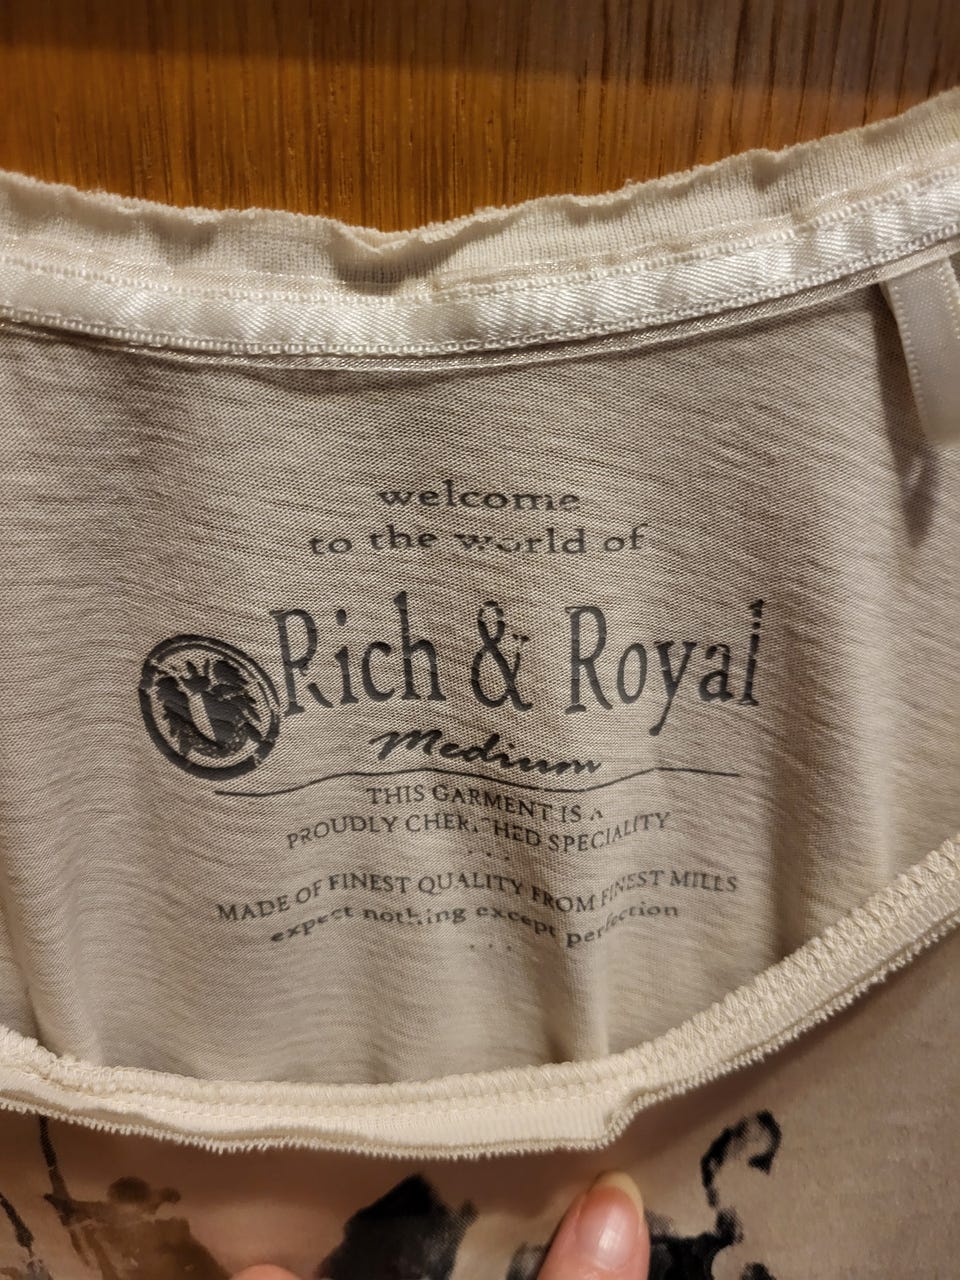 welcome
to the world of
Rich & Royal
Medium
THIS GARMENT IS A
PROUDLY CHERISHED SPECIALITY
MADE OF FINEST QUALITY FROM FINEST MILLS
expect nothing except perfection